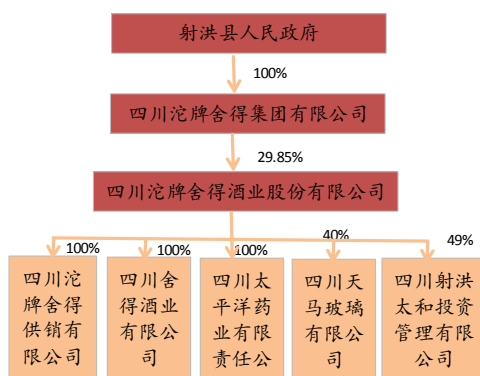 射洪县人民政府
100%
四川沱牌舍得集团有限公司
29.85%
四川沱牌舍得酒业股份有限公司
100%
100%
100%
40%
49%
四川沱
牌舍得
供销有
限公司
四川舍
得酒业
有限公
司
四川太
平洋药
业有限
责任公
四川天
马玻璃
有限公
司
四川射洪
太和投资
管理有限
公司